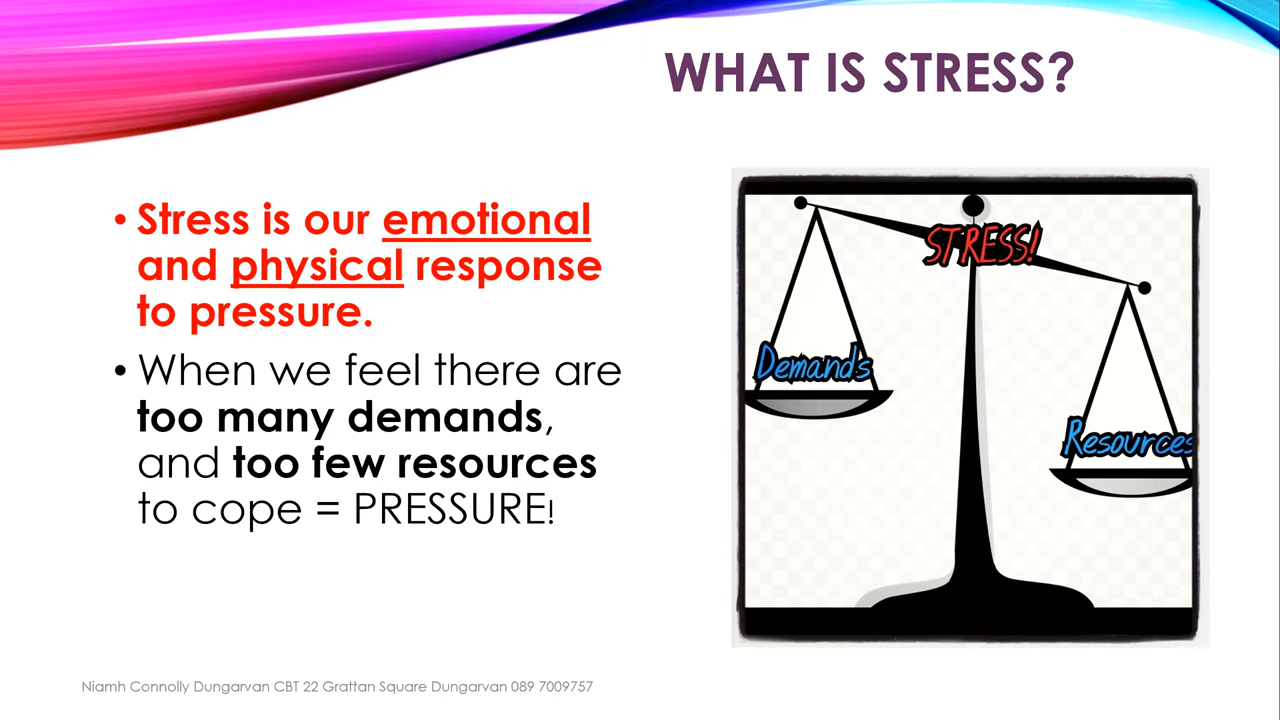 WHAT IS STRESS?
• Stress is our emotional
and physical response
to pressure.
• When we feel there are
too many demands,
and too few resources
to cope = PRESSURE!
STRESS!
Demands
Resources
Niamh Connolly Dungarvan CBT 22 Grattan Square Dungarvan 089 7009757